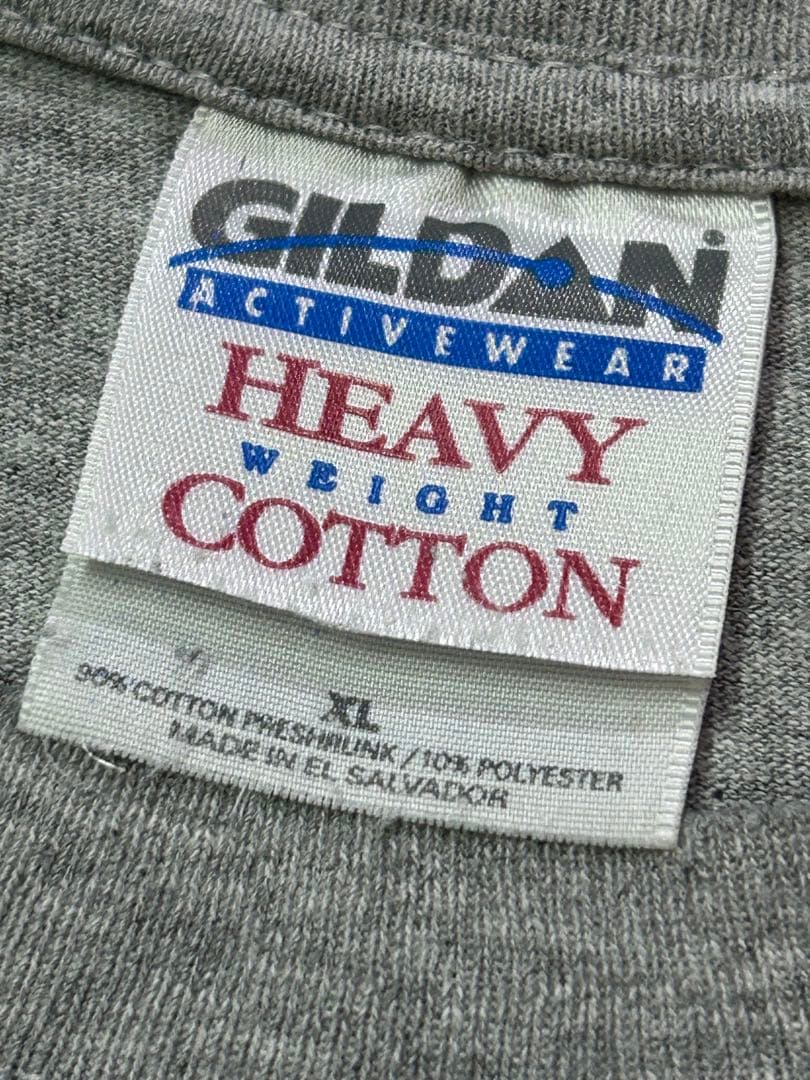 GILDAN
ACTIVEWEAR
HEAVY
WEIGHT
COTTON
XL
90% COTTON PRESHRUNK / 10% POLYESTER
MADE IN EL SALVADOR